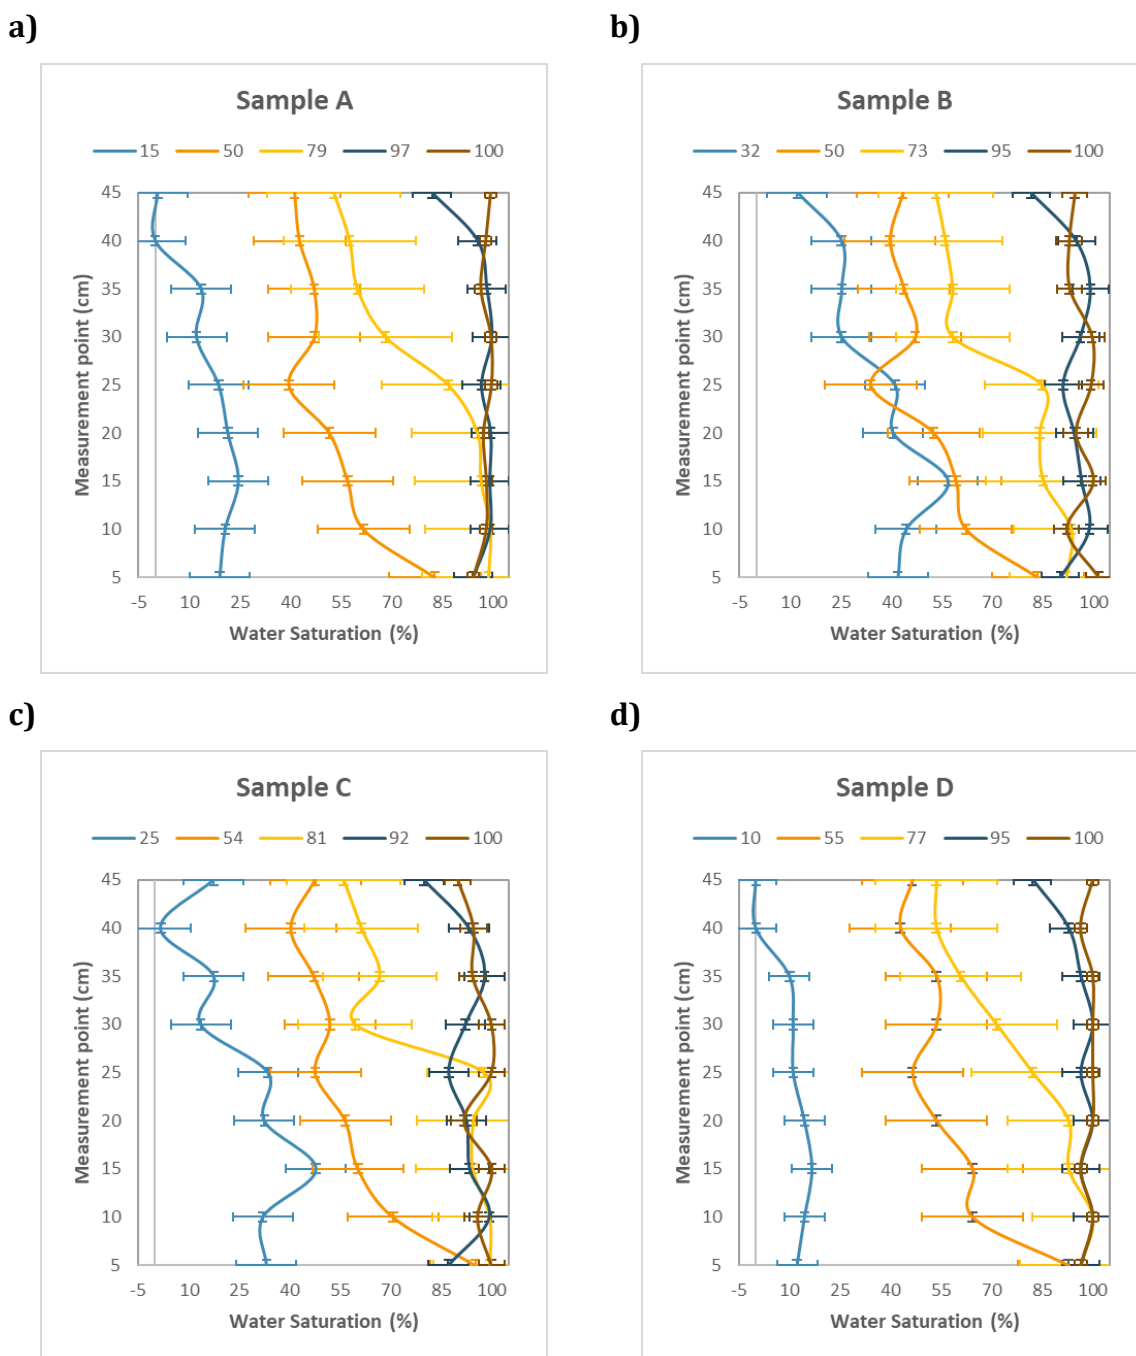 a)
Sample A
15 50 79 97 100
Measurement point (cm)
45
40
35
30
25
20
15
10
5
-5 10 25 40 55 70 85 100
Water Saturation (%)
b)
Sample B
32 50 73 95 100
Measurement point (cm)
45
40
35
30
25
20
15
10
5
-5 10 25 40 55 70 85 100
Water Saturation (%)
c)
Sample C
25 54 81 92 100
Measurement point (cm)
45
40
35
30
25
20
15
10
5
-5 10 25 40 55 70 85 100
Water Saturation (%)
d)
Sample D
10 55 77 95 100
Measurement point (cm)
45
40
35
30
25
20
15
10
5
-5 10 25 40 55 70 85 100
Water Saturation (%)